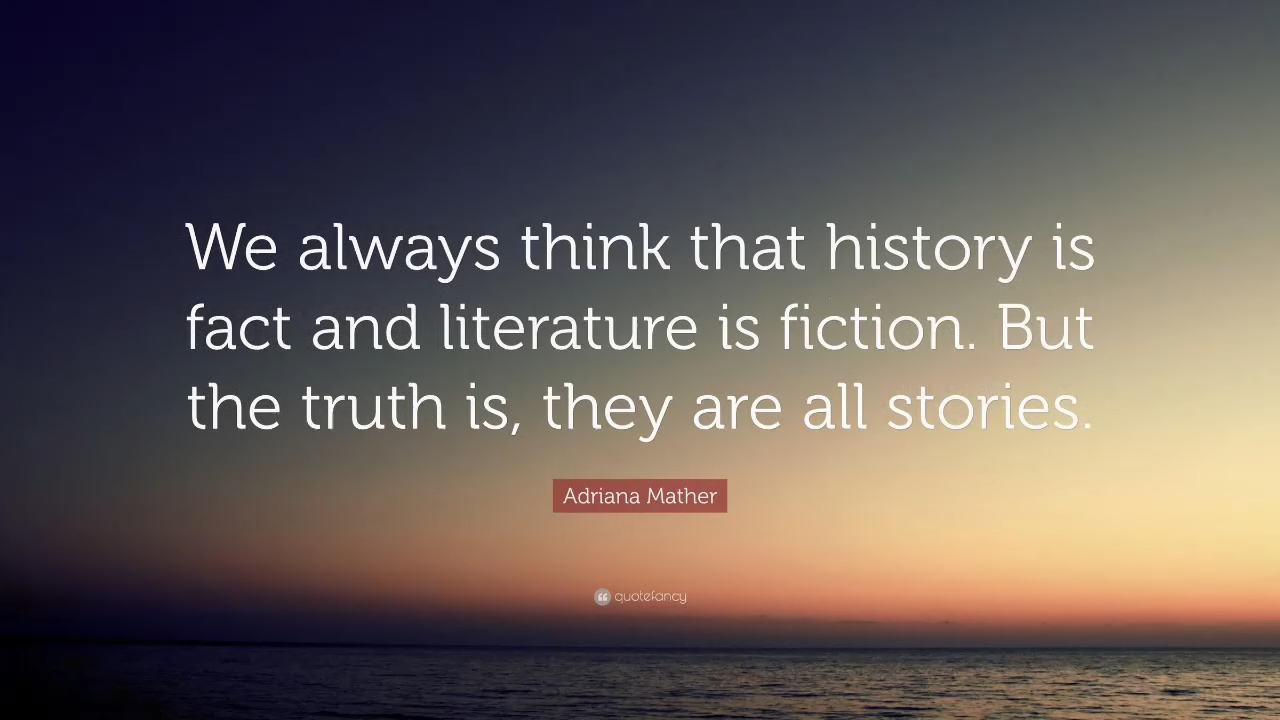 We always think that history is
fact and literature is fiction. But
the truth is, they are all stories.
Adriana Mather
quotefancy